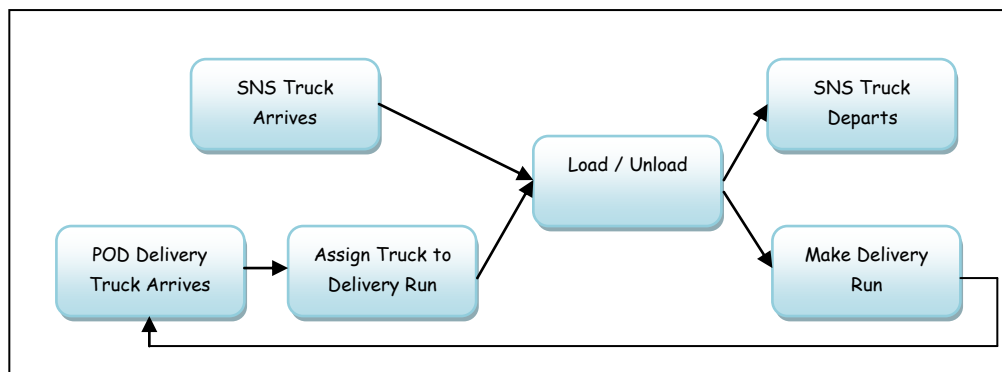 SNS Truck
Arrives
SNS Truck
Departs
Load / Unload
POD Delivery
Truck Arrives
Assign Truck to
Delivery Run
Make Delivery
Run